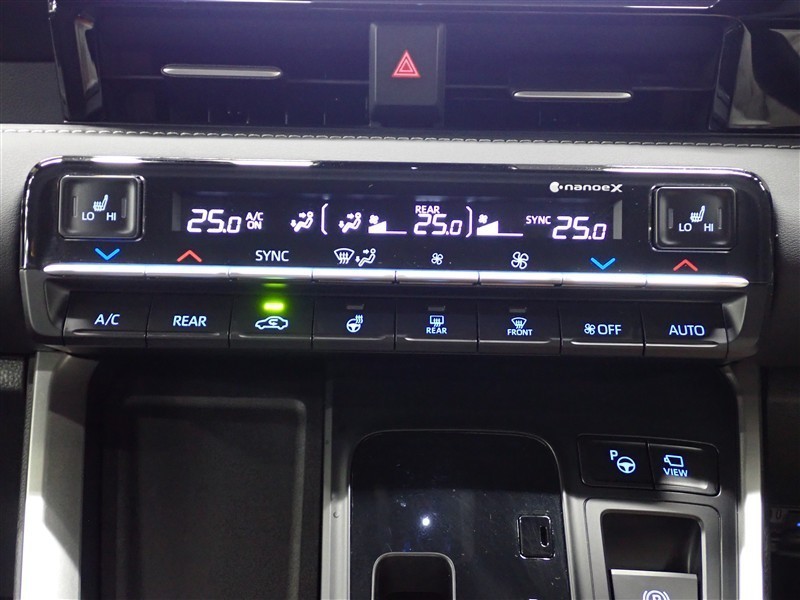 nanoeX
LO HI
25.0 A/C ON
REAR
25.0
SYNC 25.0
LO HI
SYNC
A/C
REAR
REAR
FRONT
OFF
AUTO
P
VIEW
P